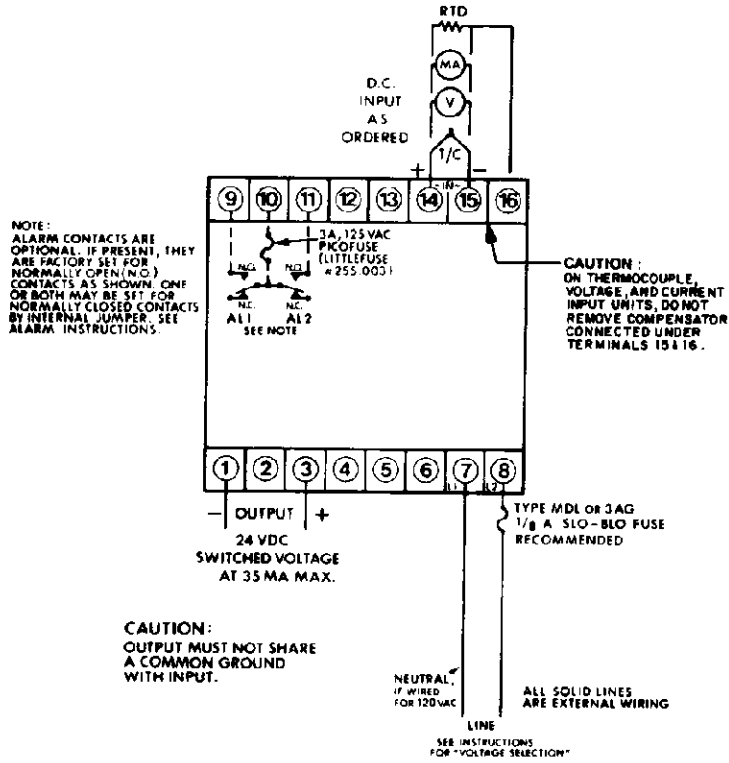 RTD
MA
D.C.
INPUT
AS
ORDERED
V
T/C
+ -
-IN-
9 10 11 12 13 14 15 16
NOTE:
ALARM CONTACTS ARE
OPTIONAL. IF PRESENT, THEY
ARE FACTORY SET FOR
NORMALLY OPEN (N.O.)
CONTACTS AS SHOWN. ONE
OR BOTH MAY BE SET FOR
NORMALLY CLOSED CONTACTS
BY INTERNAL JUMPER. SEE
ALARM INSTRUCTIONS.
3A, 125 VAC
PICOFUSE
(LITTLEFUSE
#255.003)
N.O. N.O.
N.C. N.C.
AL1 AL2
SEE NOTE
CAUTION:
ON THERMOCOUPLE,
VOLTAGE, AND CURRENT
INPUT UNITS, DO NOT
REMOVE COMPENSATOR
CONNECTED UNDER
TERMINALS 15 & 16.
1 2 3 4 5 6 7 8
L1 L2
- OUTPUT +
24 VDC
SWITCHED VOLTAGE
AT 35 MA MAX.
TYPE MDL OR 3AG
1/8 A SLO-BLO FUSE
RECOMMENDED
CAUTION:
OUTPUT MUST NOT SHARE
A COMMON GROUND
WITH INPUT.
NEUTRAL,
IF WIRED
FOR 120 VAC
ALL SOLID LINES
ARE EXTERNAL WIRING
LINE
SEE INSTRUCTIONS
FOR "VOLTAGE SELECTION"